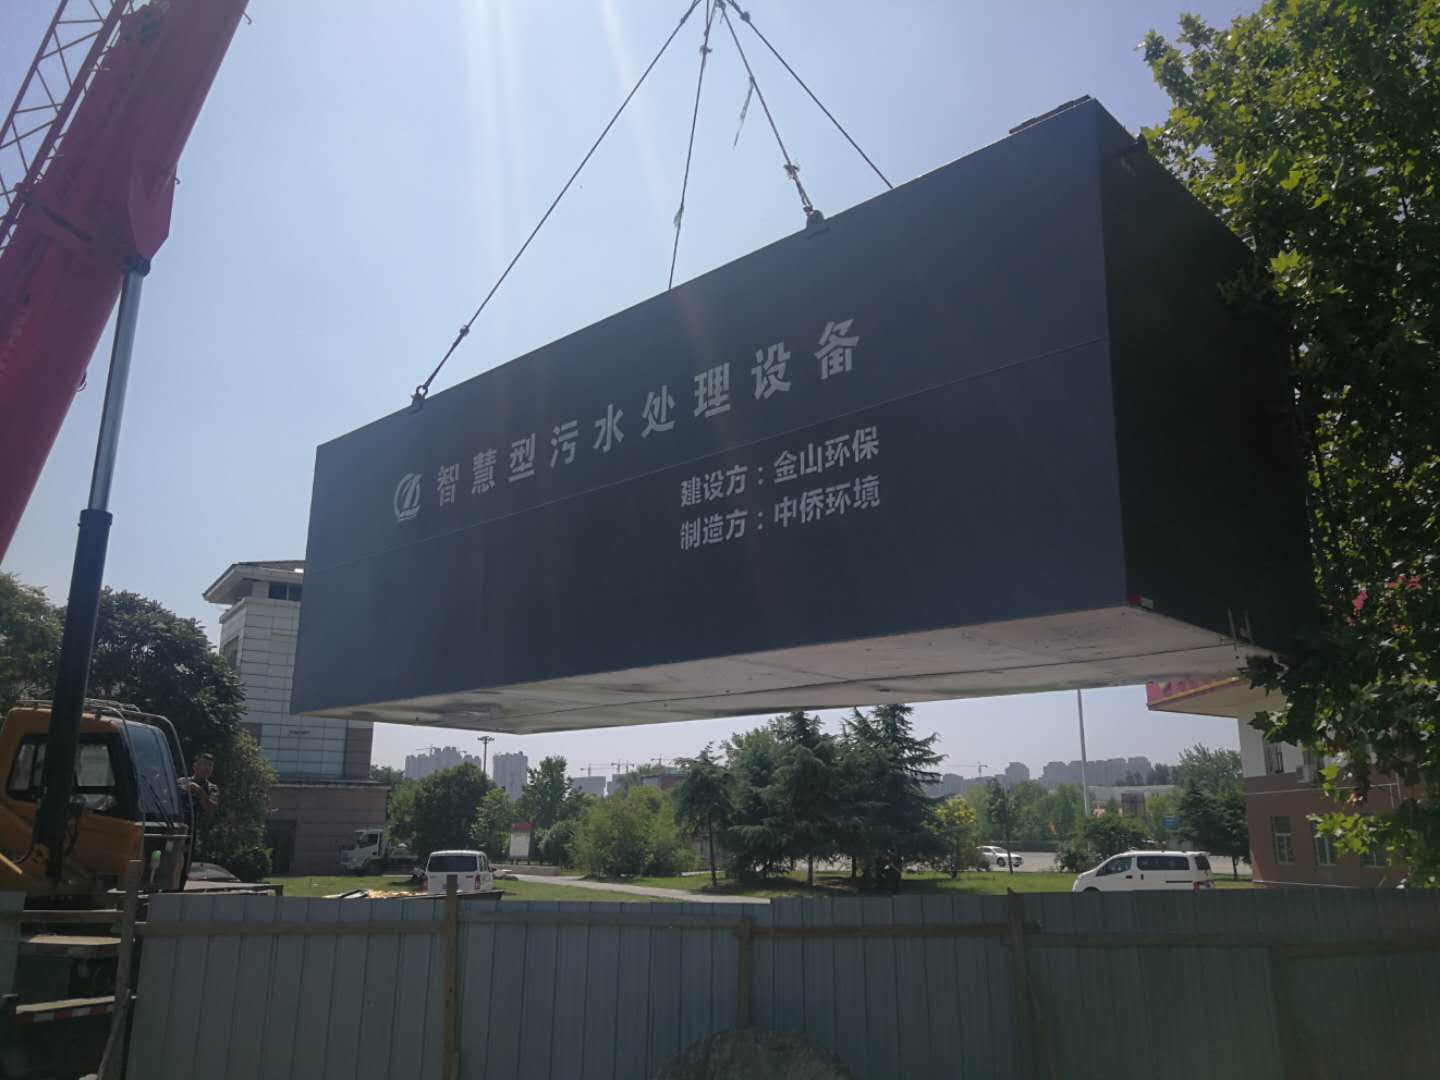 智慧型污水处理设备
建设方：金山环保
制造方：中侨环境